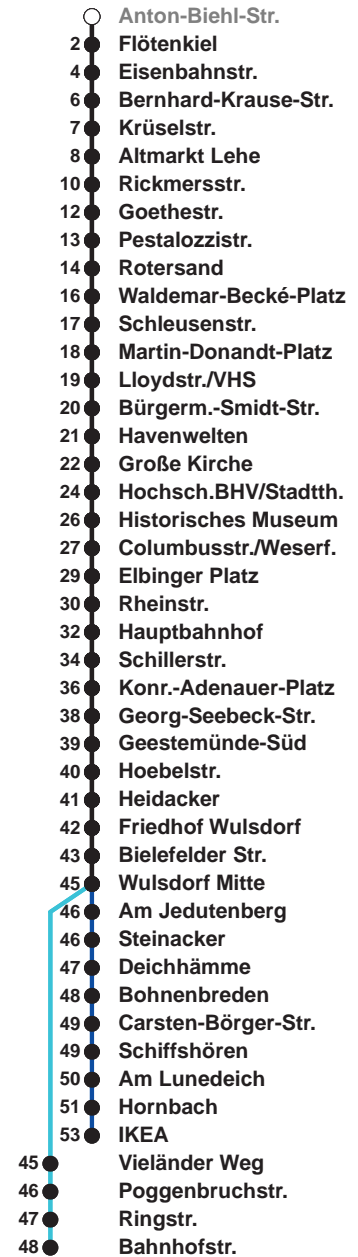 Anton-Biehl-Str.
2 Flötenkiel
4 Eisenbahnstr.
6 Bernhard-Krause-Str.
7 Krüselstr.
8 Altmarkt Lehe
10 Rickmersstr.
12 Goethestr.
13 Pestalozzistr.
14 Rotersand
16 Waldemar-Becké-Platz
17 Schleusenstr.
18 Martin-Donandt-Platz
19 Lloydstr./VHS
20 Bürgerm.-Smidt-Str.
21 Havenwelten
22 Große Kirche
24 Hochsch.BHV/Stadtth.
26 Historisches Museum
27 Columbusstr./Weserf.
29 Elbinger Platz
30 Rheinstr.
32 Hauptbahnhof
34 Schillerstr.
36 Konr.-Adenauer-Platz
38 Georg-Seebeck-Str.
39 Geestemünde-Süd
40 Hoebelstr.
41 Heidacker
42 Friedhof Wulsdorf
43 Bielefelder Str.
45 Wulsdorf Mitte
46 Am Jedutenberg
46 Steinacker
47 Deichhämme
48 Bohnenbreden
49 Carsten-Börger-Str.
49 Schiffshören
50 Am Lunedeich
51 Hornbach
53 IKEA
45 Vieländer Weg
46 Poggenbruchstr.
47 Ringstr.
48 Bahnhofstr.